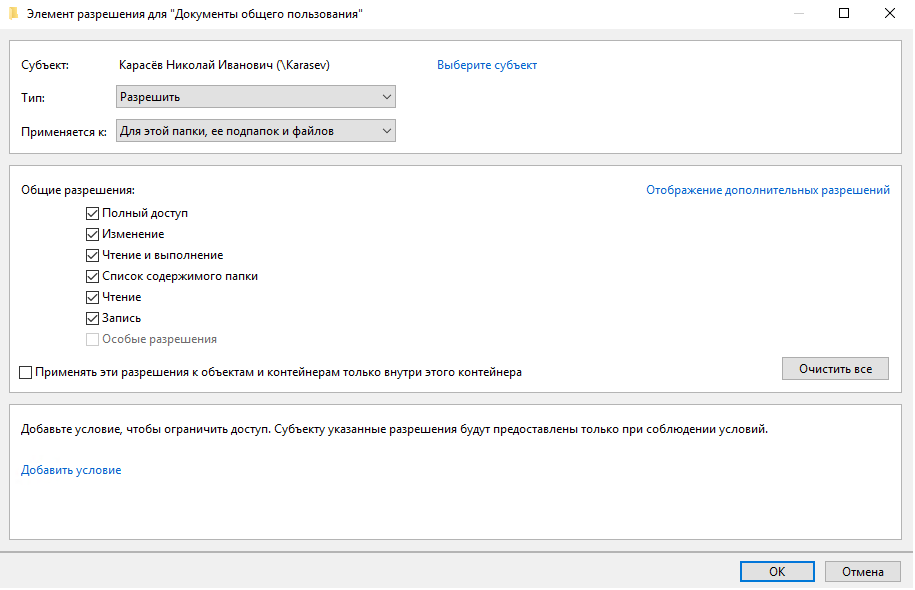 Элемент разрешения для "Документы общего пользования"
Субъект: Карасёв Николай Иванович (\Karasev) Выберите субъект
Тип: Разрешить
Применяется к: Для этой папки, ее подпапок и файлов
Общие разрешения: Отображение дополнительных разрешений
Полный доступ
Изменение
Чтение и выполнение
Список содержимого папки
Чтение
Запись
Особые разрешения
Применять эти разрешения к объектам и контейнерам только внутри этого контейнера Очистить все
Добавьте условие, чтобы ограничить доступ. Субъекту указанные разрешения будут предоставлены только при соблюдении условий.
Добавить условие
ОК Отмена